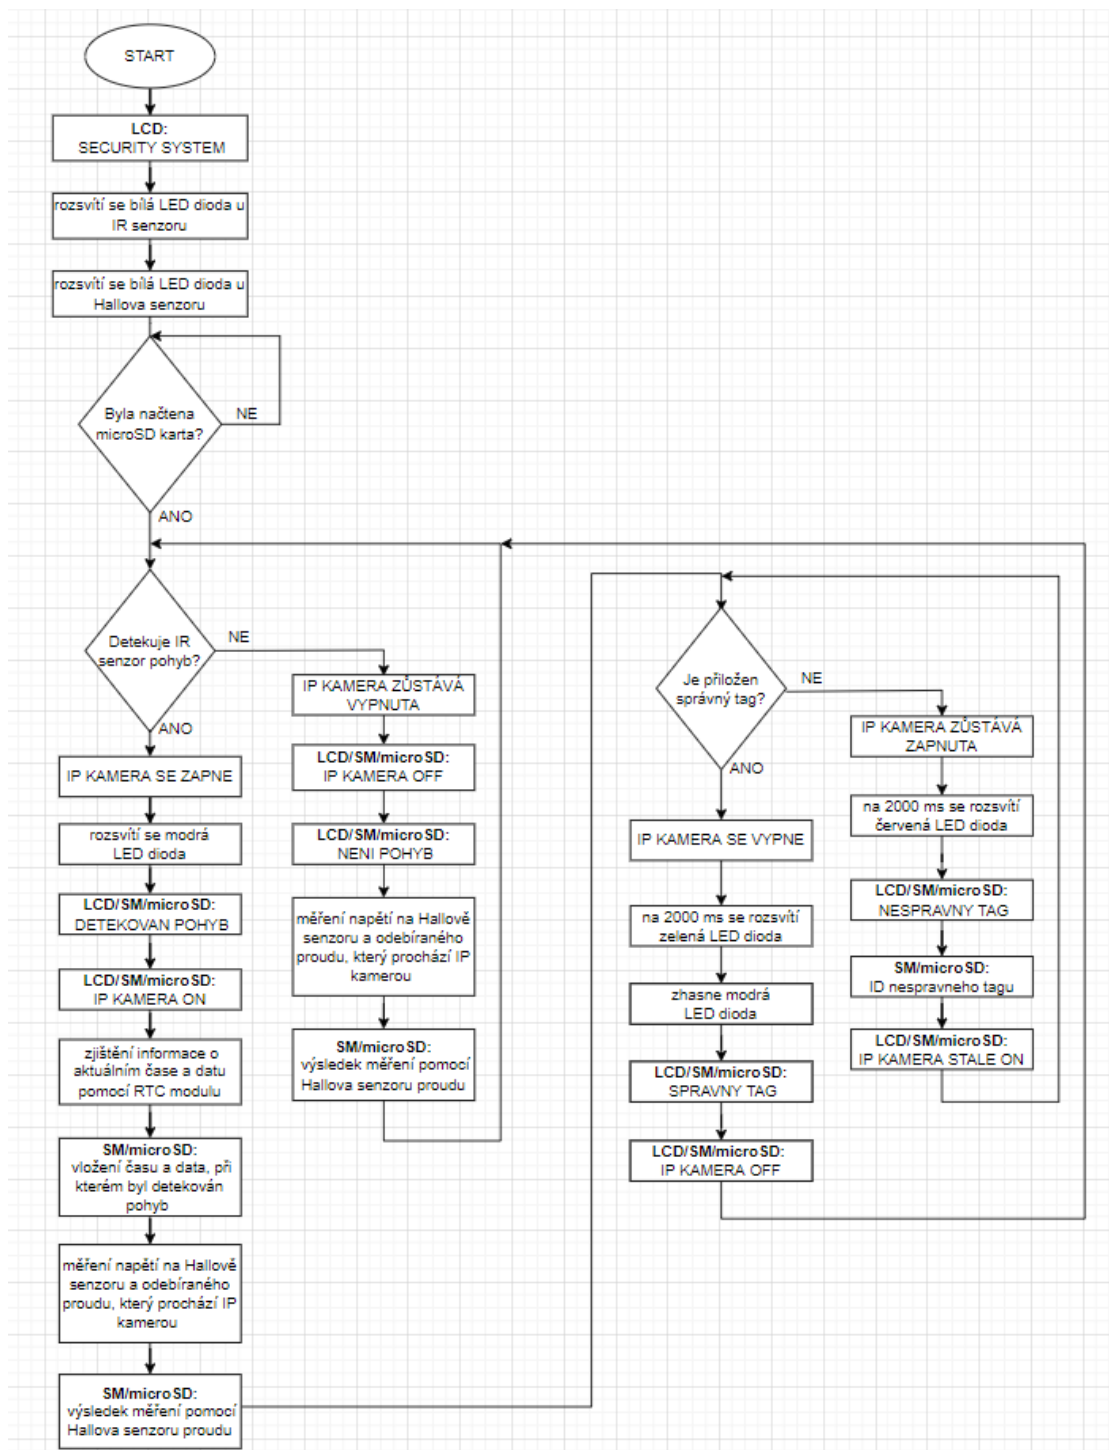 START
LCD:
SECURITY SYSTEM
rozsvítí se bílá LED dioda u
IR senzoru
rozsvítí se bílá LED dioda u
Hallova senzoru
Byla načtena
microSD karta?
NE
ANO
Detekuje IR
senzor pohyb?
NE
ANO
IP KAMERA SE ZAPNE
rozsvítí se modrá
LED dioda
LCD/SM/microSD:
DETEKOVAN POHYB
LCD/SM/microSD:
IP KAMERA ON
zjištění informace o
aktuálním čase a datu
pomocí RTC modulu
SM/microSD:
vložení času a data, při
kterém byl detekován
pohyb
měření napětí na Hallově
senzoru a odebíraného
proudu, který prochází IP
kamerou
SM/microSD:
výsledek měření pomocí
Hallova senzoru proudu
IP KAMERA ZŮSTÁVÁ
VYPNUTA
LCD/SM/microSD:
IP KAMERA OFF
LCD/SM/microSD:
NENI POHYB
měření napětí na Hallově
senzoru a odebíraného
proudu, který prochází IP
kamerou
SM/microSD:
výsledek měření pomocí
Hallova senzoru proudu
Je přiložen
správný tag?
NE
ANO
IP KAMERA SE VYPNE
na 2000 ms se rozsvítí
zelená LED dioda
zhasne modrá
LED dioda
LCD/SM/microSD:
SPRAVNY TAG
LCD/SM/microSD:
IP KAMERA OFF
IP KAMERA ZŮSTÁVÁ
ZAPNUTA
na 2000 ms se rozsvítí
červená LED dioda
LCD/SM/microSD:
NESPRAVNY TAG
SM/microSD:
ID nespravneho tagu
LCD/SM/microSD:
IP KAMERA STALE ON